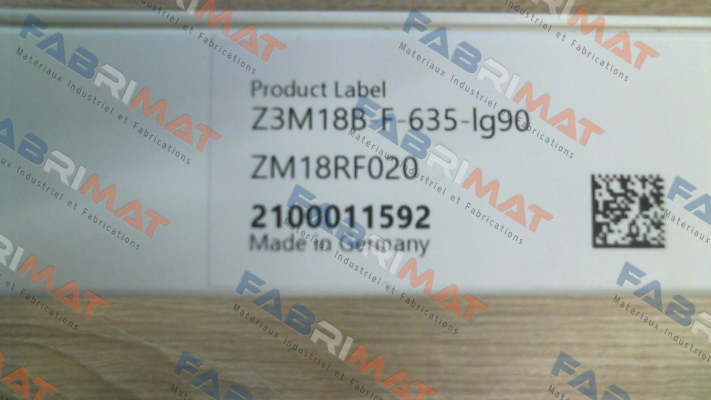 Product Label
Z3M18B-F-635-lg90
ZM18RF020
2100011592
Made in Germany
FABRIMAT
Materiaux Industriel et Fabrications